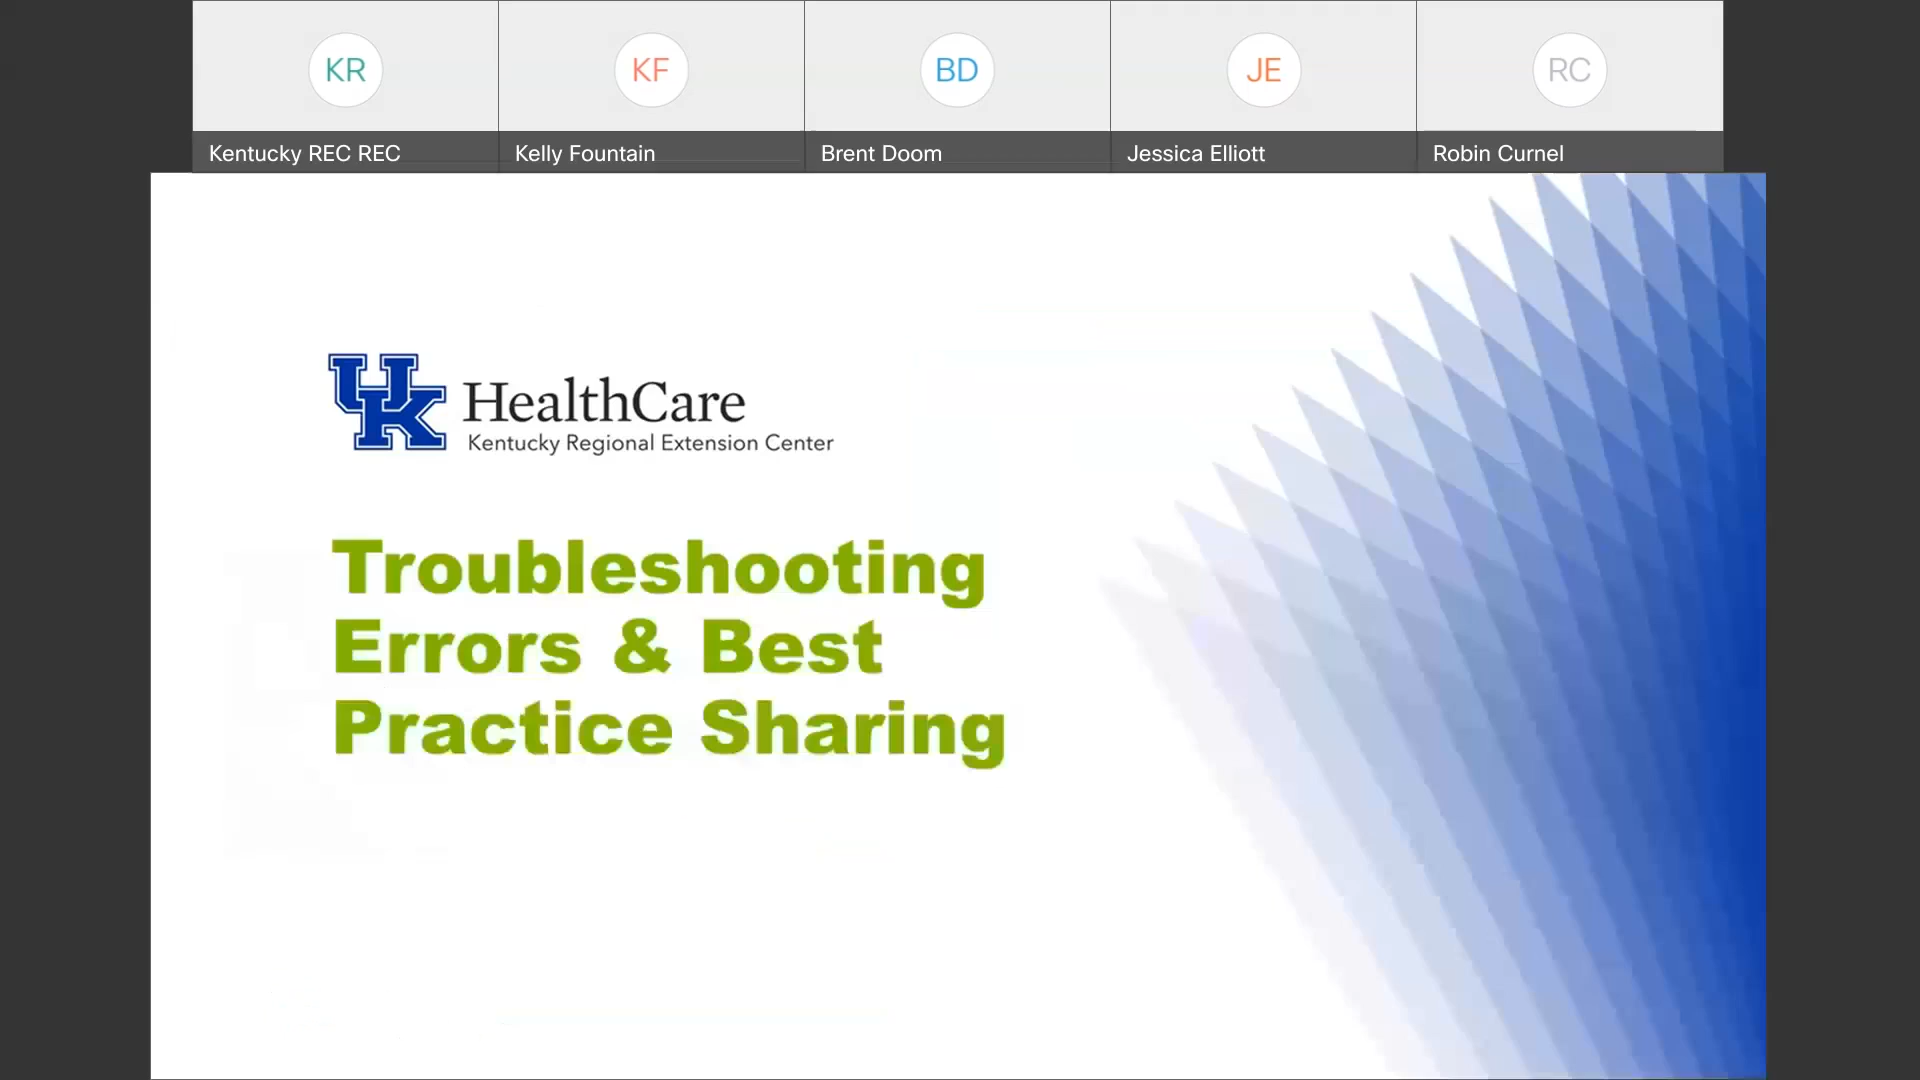 KR
KF
BD
JE
RC
Kentucky REC REC
Kelly Fountain
Brent Doom
Jessica Elliott
Robin Curnel
UK
HealthCare
Kentucky Regional Extension Center
Troubleshooting
Errors & Best
Practice Sharing